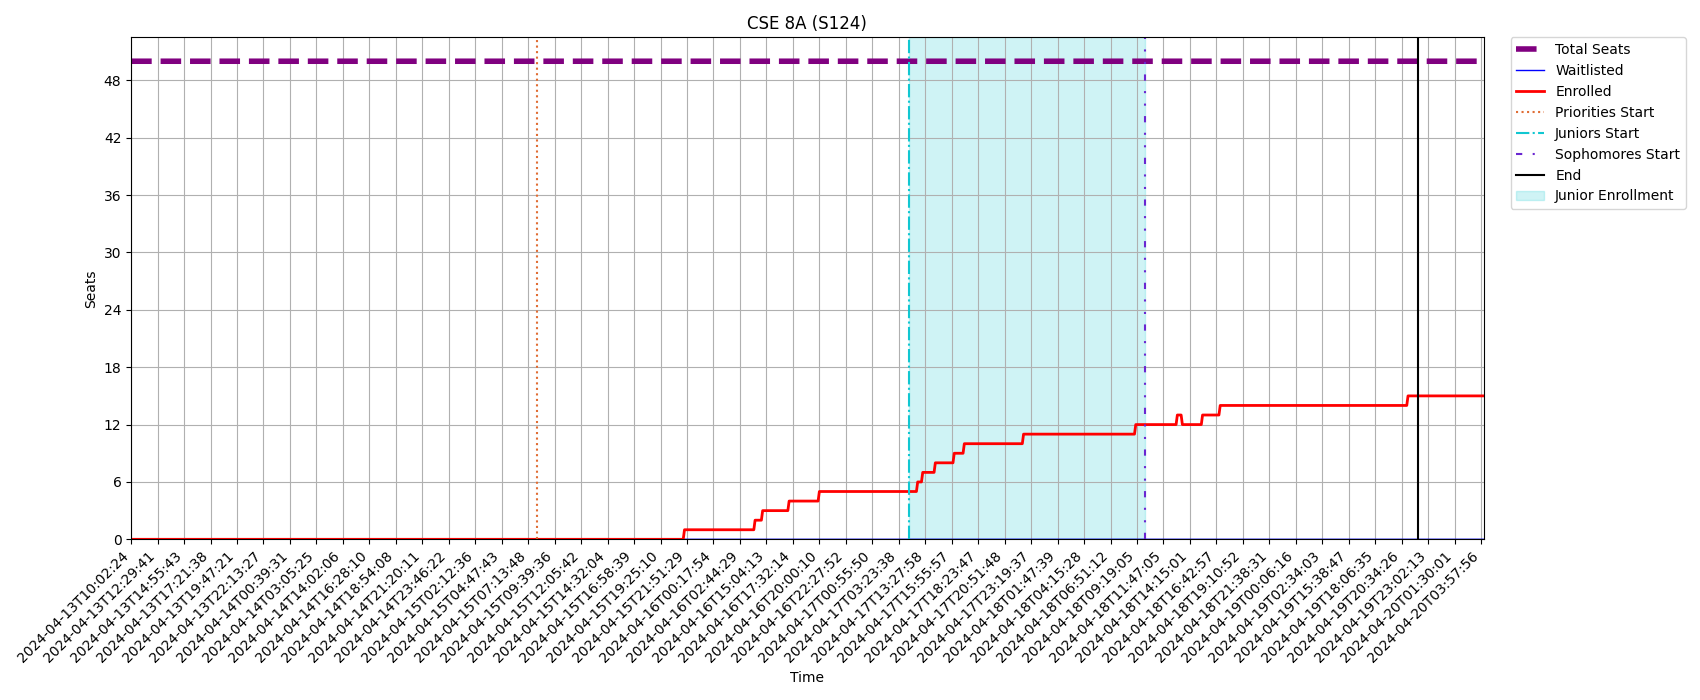 CSE 8A (S124)
Total Seats
Waitlisted
Enrolled
Priorities Start
Juniors Start
Sophomores Start
End
Junior Enrollment
Seats
48
42
36
30
24
18
12
6
0
2024-04-13T10:02:24
2024-04-13T12:29:41
2024-04-13T14:55:43
2024-04-13T17:21:38
2024-04-13T19:47:21
2024-04-13T22:13:27
2024-04-14T00:39:31
2024-04-14T03:05:25
2024-04-14T14:02:06
2024-04-14T16:28:10
2024-04-14T18:54:08
2024-04-14T21:20:11
2024-04-14T23:46:22
2024-04-15T02:12:36
2024-04-15T04:47:43
2024-04-15T07:13:48
2024-04-15T09:39:36
2024-04-15T12:05:42
2024-04-15T14:32:04
2024-04-15T16:58:39
2024-04-15T19:25:10
2024-04-15T21:51:29
2024-04-16T00:17:54
2024-04-16T02:44:29
2024-04-16T15:04:13
2024-04-16T17:32:14
2024-04-16T20:00:10
2024-04-16T22:27:52
2024-04-17T00:55:50
2024-04-17T03:23:38
2024-04-17T13:27:58
2024-04-17T15:55:57
2024-04-17T18:23:47
2024-04-17T20:51:48
2024-04-17T23:19:37
2024-04-18T01:47:39
2024-04-18T04:15:28
2024-04-18T06:51:12
2024-04-18T09:19:05
2024-04-18T11:47:05
2024-04-18T14:15:01
2024-04-18T16:42:57
2024-04-18T19:10:52
2024-04-18T21:38:31
2024-04-19T00:06:16
2024-04-19T02:34:03
2024-04-19T15:38:47
2024-04-19T18:06:35
2024-04-19T20:34:26
2024-04-19T23:02:13
2024-04-20T01:30:01
2024-04-20T03:57:56
Time